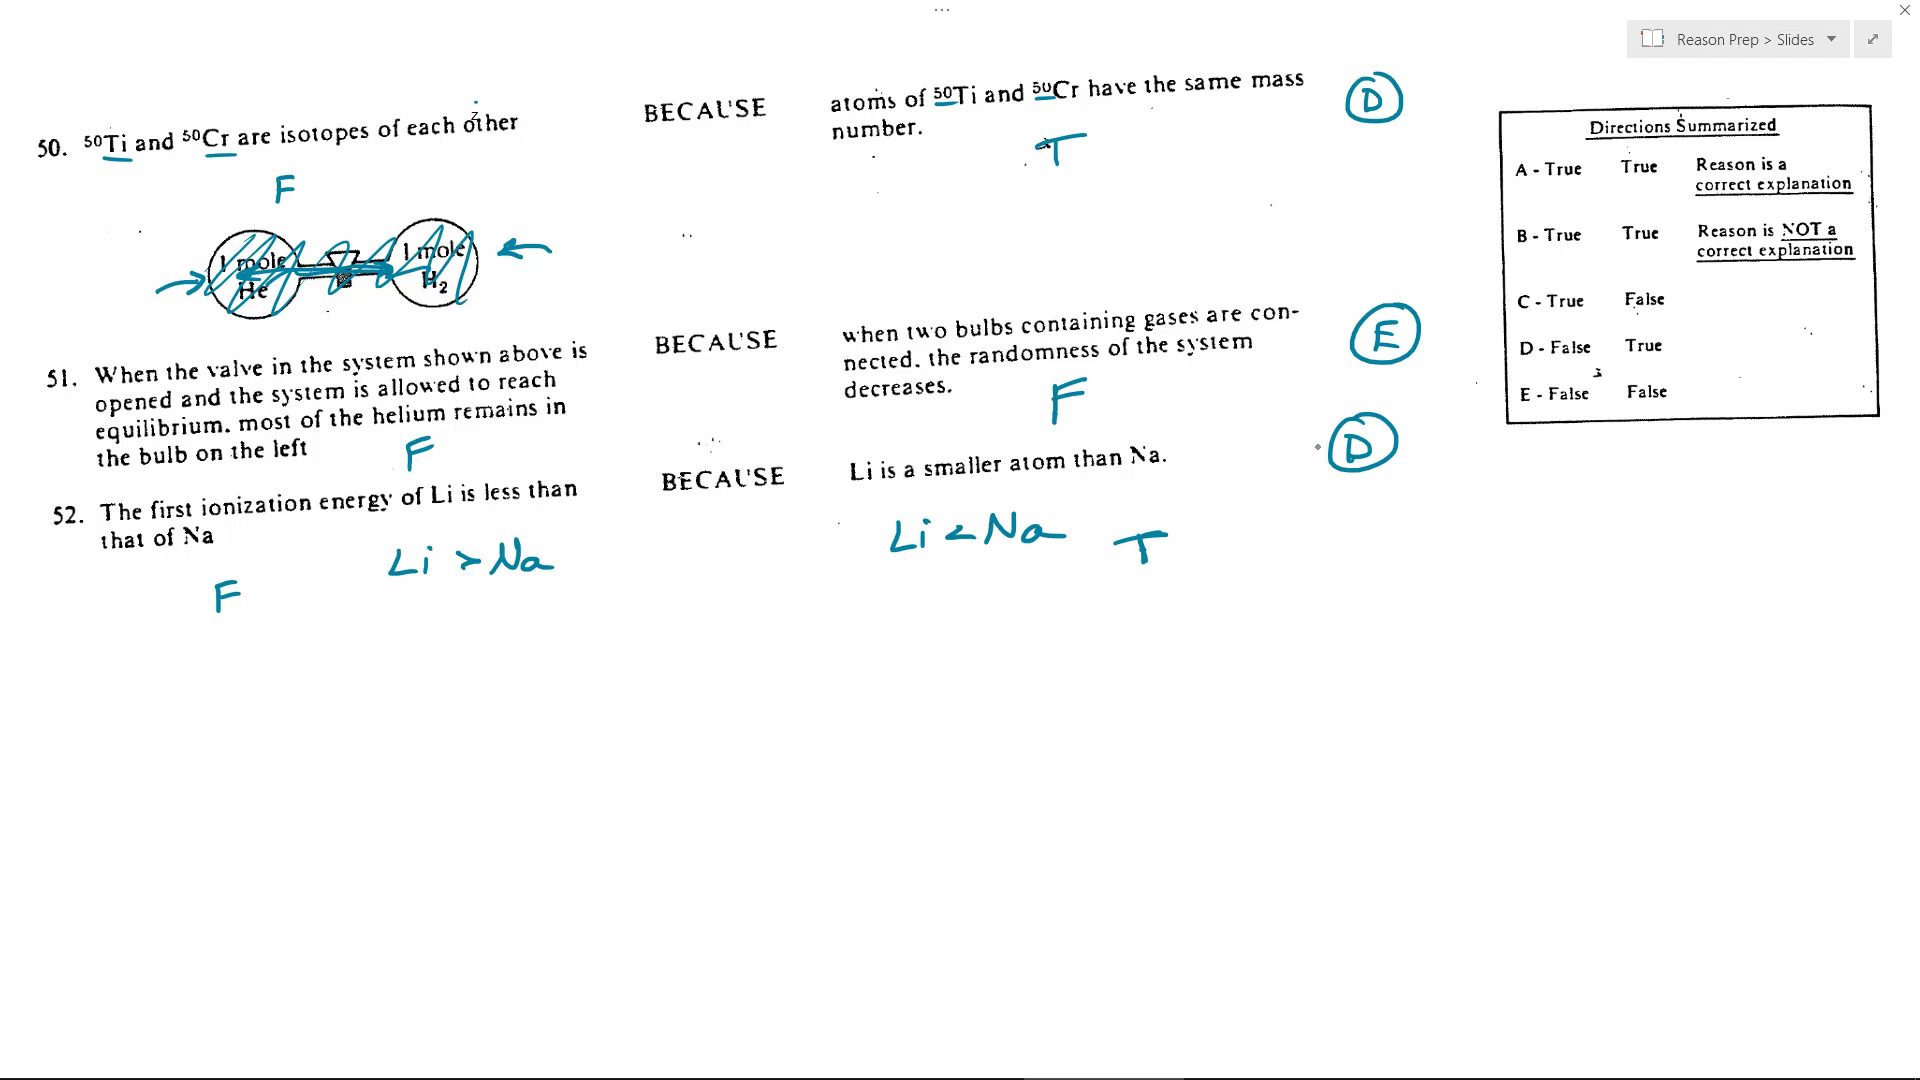 Reason Prep > Slides
50. ⁵⁰Ti and ⁵⁰Cr are isotopes of each other
BECAUSE
atoms of ⁵⁰Ti and ⁵⁰Cr have the same mass
number.
D
F
T
1 mole
He
1 mole
H₂
51. When the valve in the system shown above is
opened and the system is allowed to reach
equilibrium. most of the helium remains in
the bulb on the left
F
BECAUSE
when two bulbs containing gases are con-
nected. the randomness of the system
decreases.
F
E
52. The first ionization energy of Li is less than
that of Na
BECAUSE
Li is a smaller atom than Na.
D
F
Li > Na
Li < Na
T
Directions Summarized
A - True True Reason is a
correct explanation
B - True True Reason is NOT a
correct explanation
C - True False
D - False True
E - False False